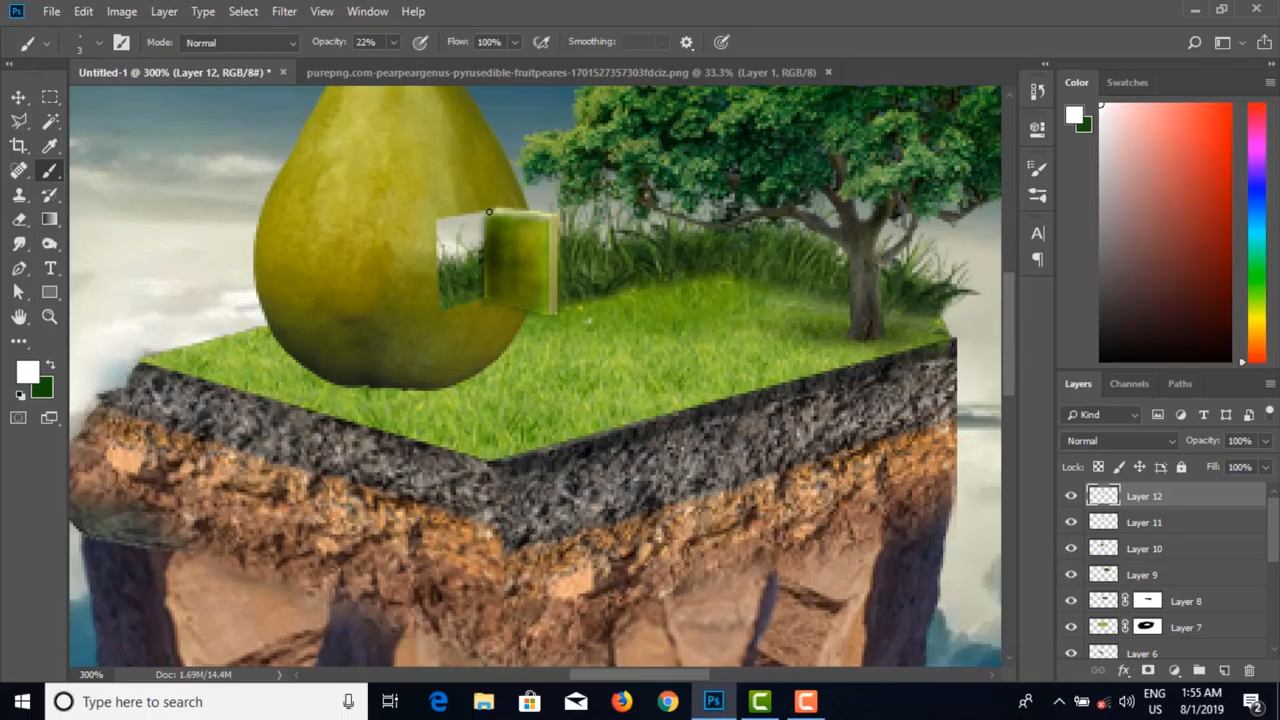 Ps File Edit Image Layer Type Select Filter View Window Help
3 Mode: Normal Opacity: 22% Flow: 100% Smoothing:
Untitled-1 @ 300% (Layer 12, RGB/8#) * purepng.com-pearpeargenus-pyrusedible-fruitpeares-1701527357303fdciz.png @ 33.3% (Layer 1, RGB/8)
Color Swatches
Layers Channels Paths
Kind
Normal Opacity: 100%
Lock: Fill: 100%
Layer 12
Layer 11
Layer 10
Layer 9
Layer 8
Layer 7
Layer 6
300% Doc: 1.69M/14.4M
Type here to search
ENG
US
1:55 AM
8/1/2019
2